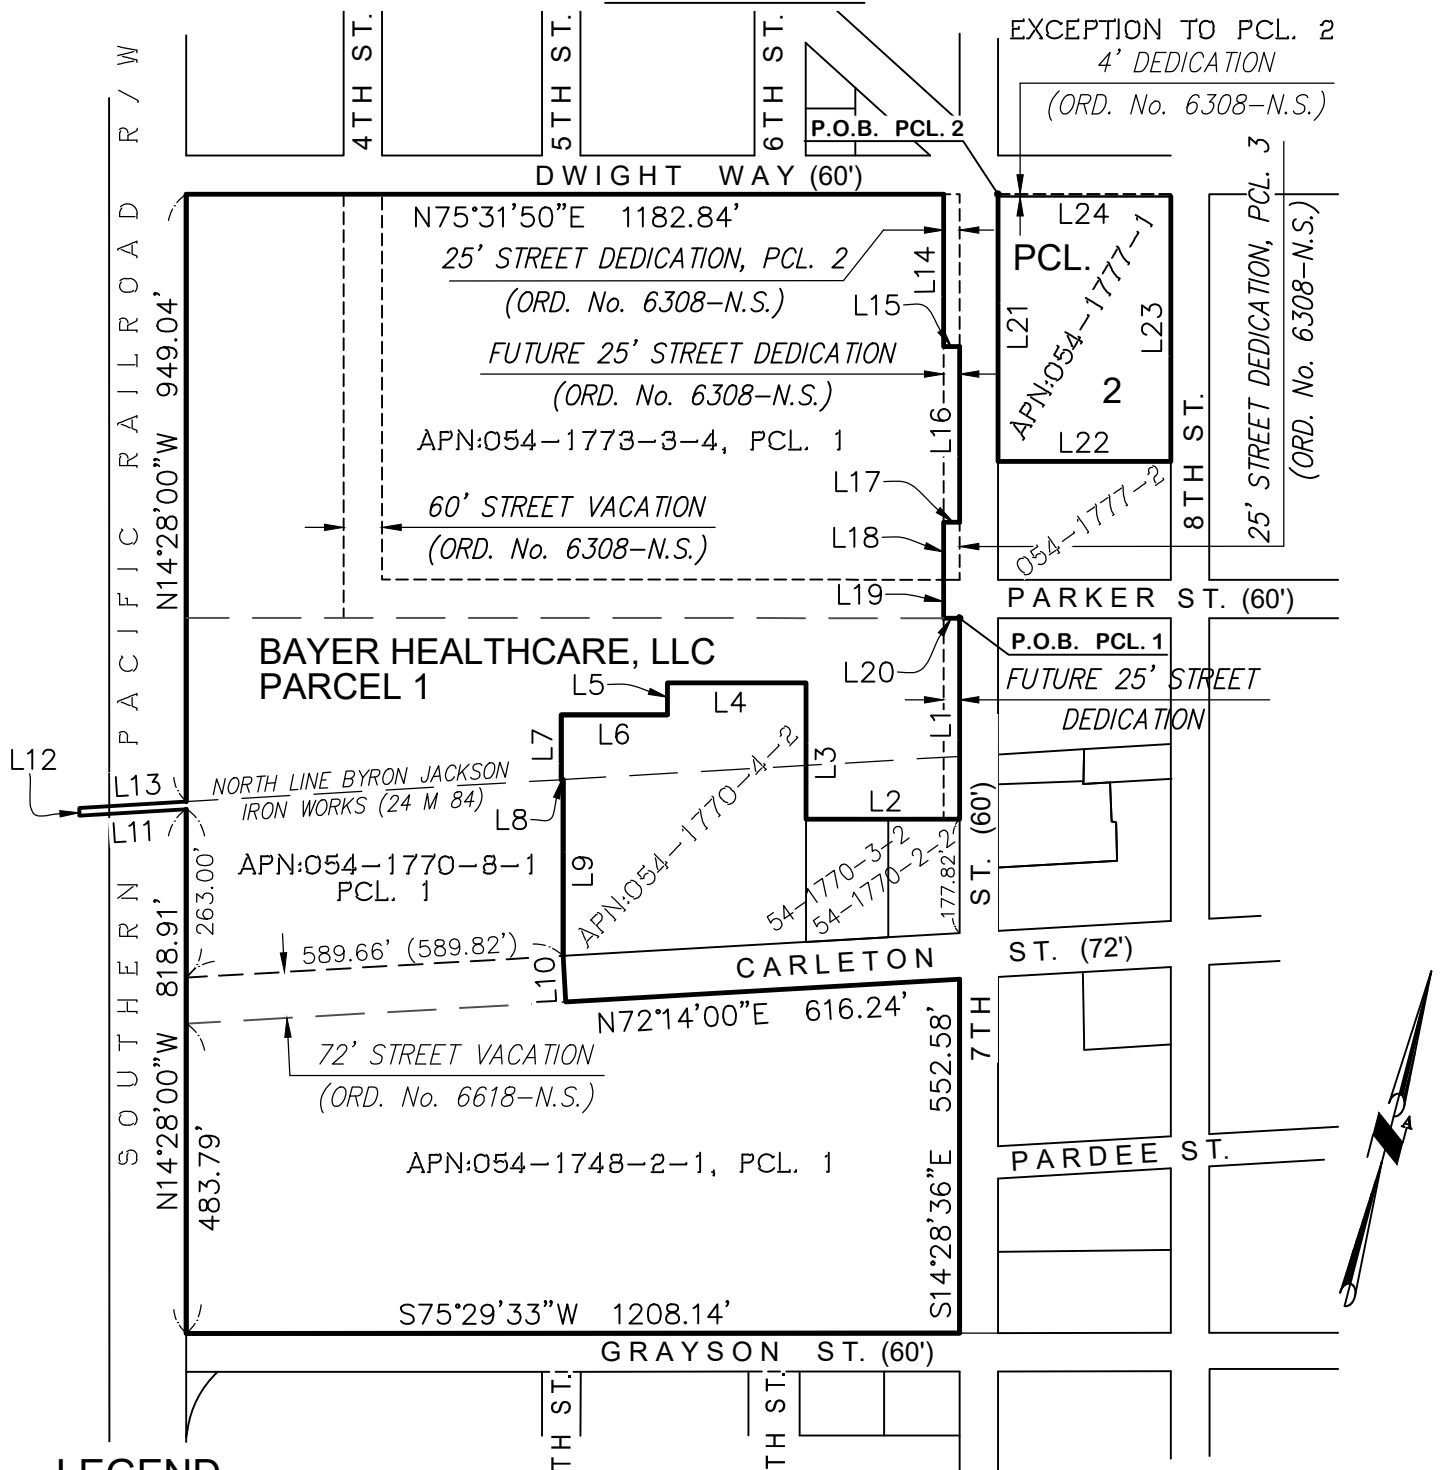 EXCEPTION TO PCL. 2
4' DEDICATION
(ORD. No. 6308-N.S.)
4TH ST.
5TH ST.
6TH ST.
P.O.B. PCL. 2
DWIGHT WAY (60')
N75°31'50"E 1182.84'
25' STREET DEDICATION, PCL. 2
(ORD. No. 6308-N.S.)
L14
L15
FUTURE 25' STREET DEDICATION
(ORD. No. 6308-N.S.)
L16
APN:054-1773-3-4, PCL. 1
L17
60' STREET VACATION
(ORD. No. 6308-N.S.)
L18
L19
L24
PCL.
2
APN:054-1777-1
L21
L23
L22
054-1777-2
8TH ST.
25' STREET DEDICATION, PCL. 3
(ORD. No. 6308-N.S.)
PARKER ST. (60')
P.O.B. PCL. 1
L20
FUTURE 25' STREET
DEDICATION
SOUTHERN PACIFIC RAILROAD R/W
N14°28'00"W 949.04'
BAYER HEALTHCARE, LLC
PARCEL 1
L5
L4
L6
L7
L3
L1
L2
L12
L13
L11
NORTH LINE BYRON JACKSON
IRON WORKS (24 M 84)
L8
L9
APN:054-1770-4-2
54-1770-3-2
54-1770-2-2
177.82'
APN:054-1770-8-1
PCL. 1
263.00'
N14°28'00"W 818.91'
589.66' (589.82')
L10
CARLETON ST. (72')
N72°14'00"E 616.24'
7TH ST. (60')
72' STREET VACATION
(ORD. No. 6618-N.S.)
483.79'
APN:054-1748-2-1, PCL. 1
S14°28'36"E 552.58'
PARDEE ST.
S75°29'33"W 1208.14'
GRAYSON ST. (60')
TH ST.
TH ST.
LEGEND